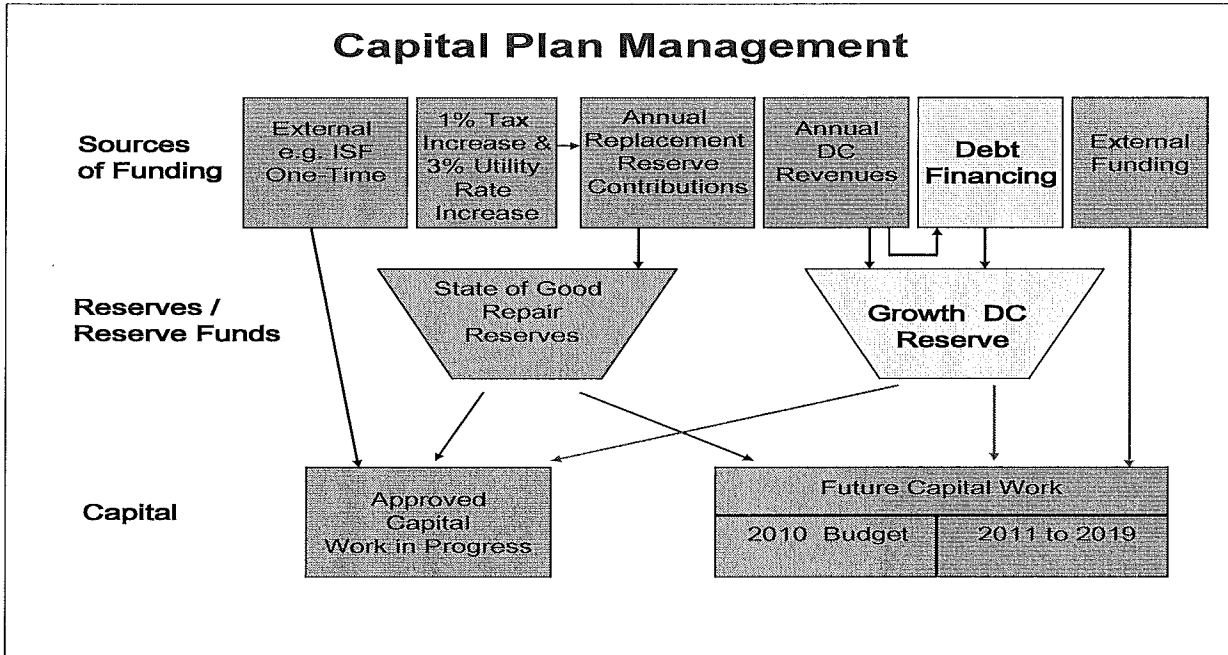 Capital Plan Management
Sources
of Funding
External
e.g. ISF
One-Time
1% Tax
Increase &
3% Utility
Rate
Increase
Annual
Replacement
Reserve
Contributions
Annual
DC
Revenues
Debt
Financing
External
Funding
Reserves /
Reserve Funds
State of Good
Repair
Reserves
Growth DC
Reserve
Capital
Approved
Capital
Work in Progress
Future Capital Work
2010 Budget
2011 to 2019